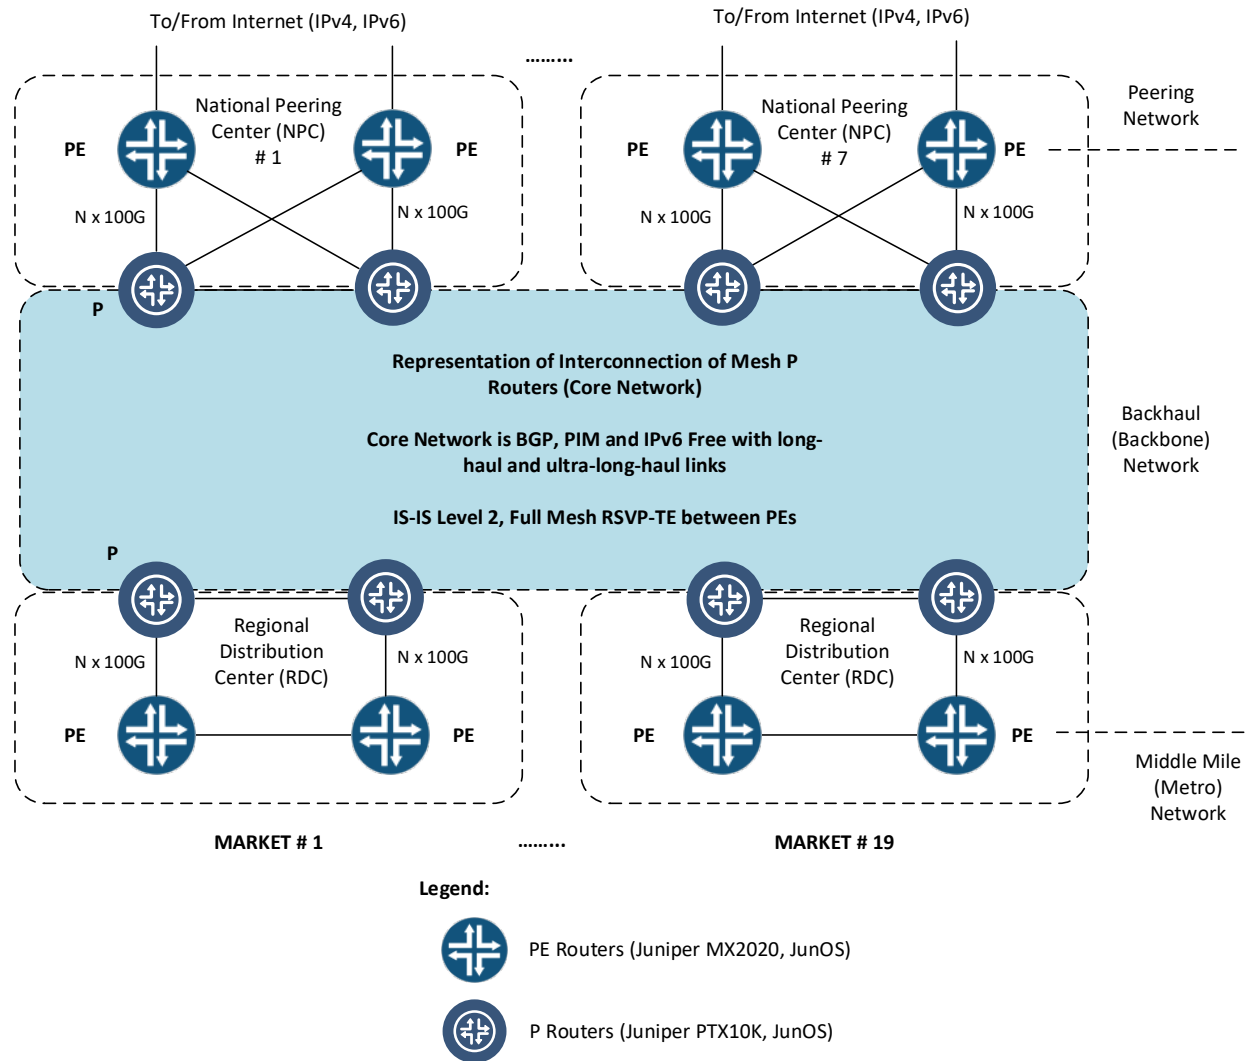 To/From Internet (IPv4, IPv6)
.........
To/From Internet (IPv4, IPv6)
National Peering
Center (NPC)
# 1
PE
PE
N x 100G
N x 100G
National Peering
Center (NPC)
# 7
PE
PE
N x 100G
N x 100G
Peering
Network
P
Representation of Interconnection of Mesh P
Routers (Core Network)
Core Network is BGP, PIM and IPv6 Free with long-
haul and ultra-long-haul links
IS-IS Level 2, Full Mesh RSVP-TE between PEs
Backhaul
(Backbone)
Network
P
Regional
Distribution
Center (RDC)
N x 100G
N x 100G
PE
PE
Regional
Distribution
Center (RDC)
N x 100G
N x 100G
PE
PE
Middle Mile
(Metro)
Network
MARKET # 1
.........
MARKET # 19
Legend:
PE Routers (Juniper MX2020, JunOS)
P Routers (Juniper PTX10K, JunOS)